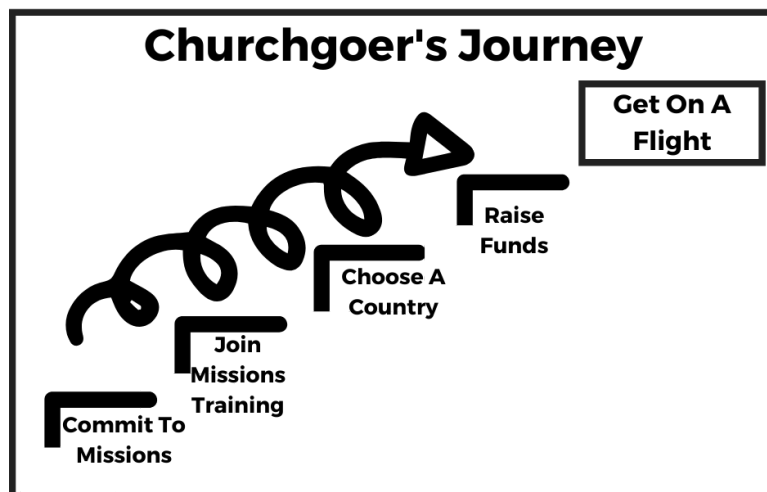 Churchgoer's Journey
Get On A
Flight
Raise
Funds
Choose A
Country
Join
Missions
Training
Commit To
Missions